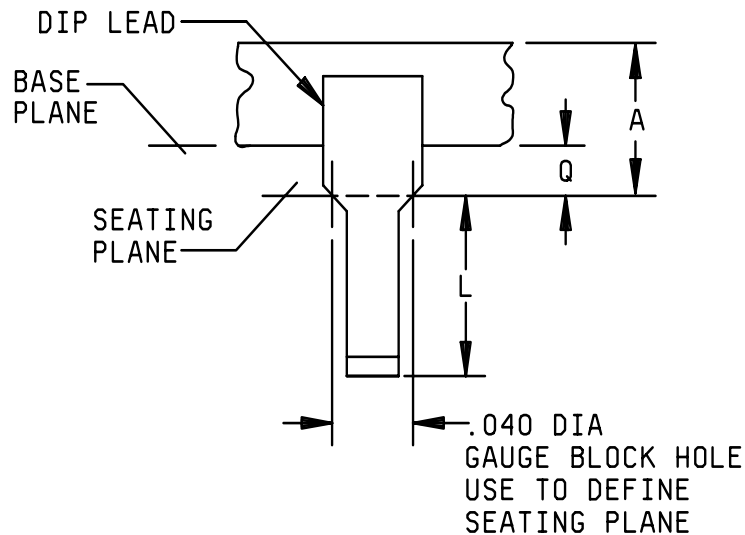 DIP LEAD
BASE
PLANE
A
Q
SEATING
PLANE
L
.040 DIA
GAUGE BLOCK HOLE
USE TO DEFINE
SEATING PLANE